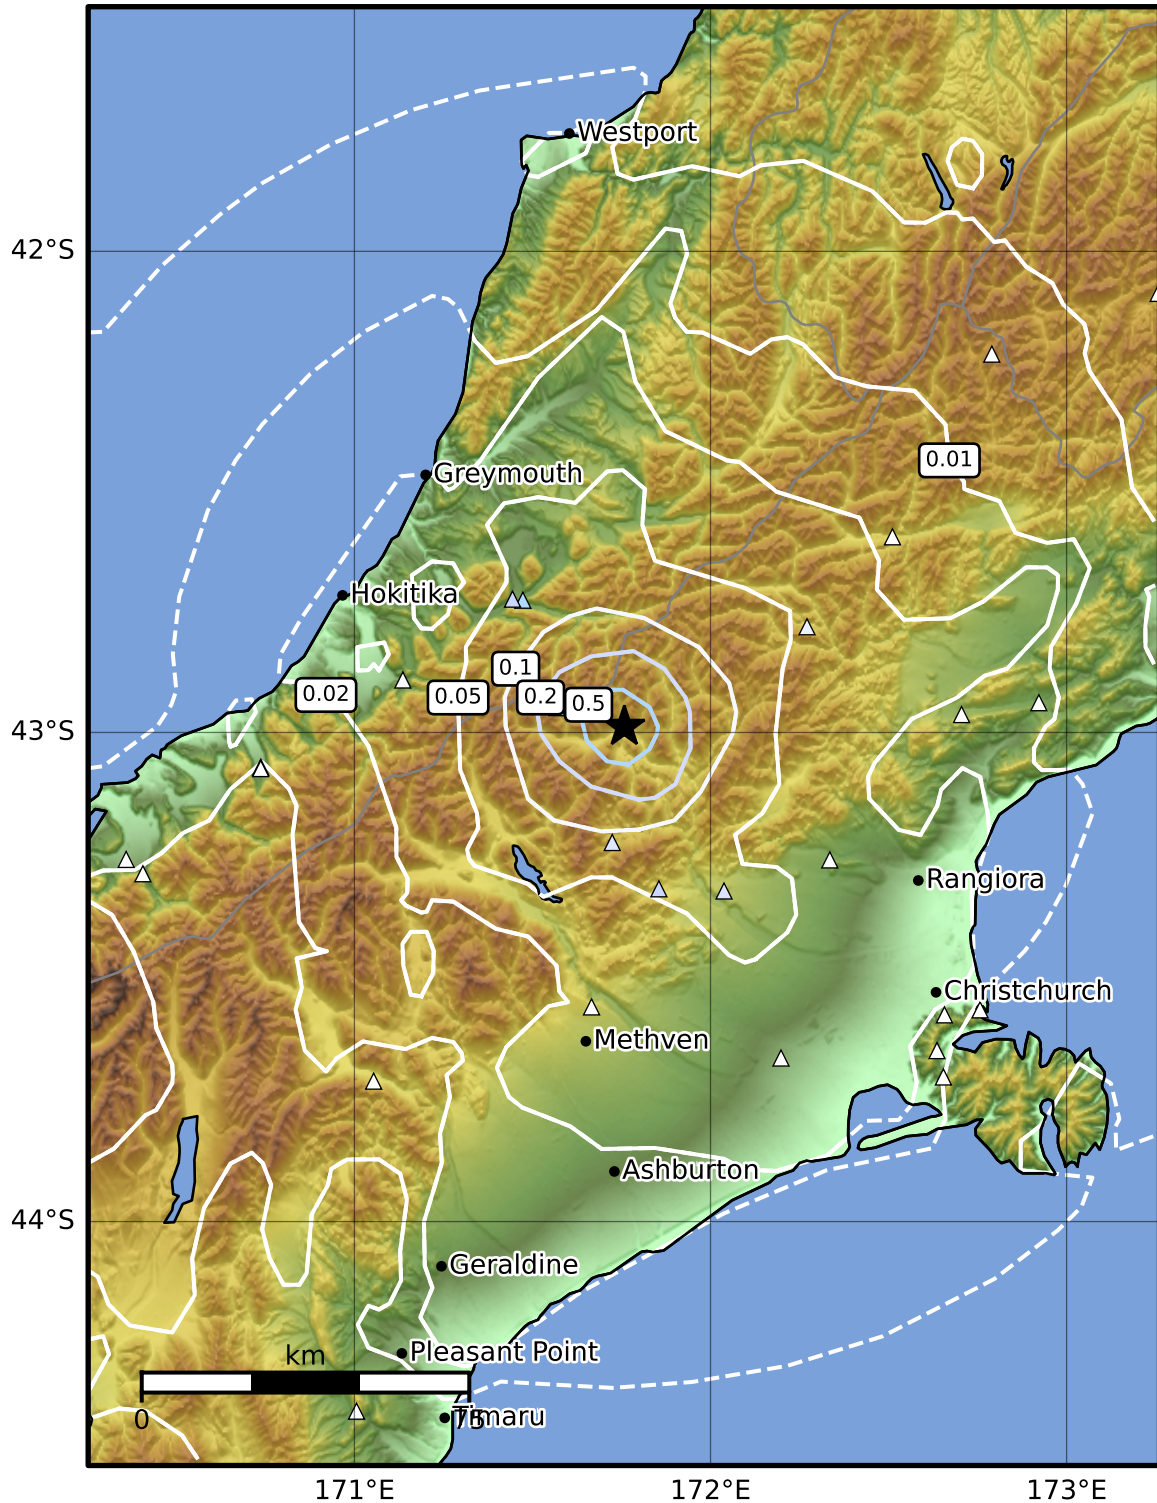 Westport
42°S
0.01
Greymouth
Hokitika
0.1
0.02
0.05
0.2
0.5
43°S
Rangiora
Christchurch
Methven
Ashburton
44°S
Geraldine
Pleasant Point
km
0
75
Timaru
171°E
172°E
173°E